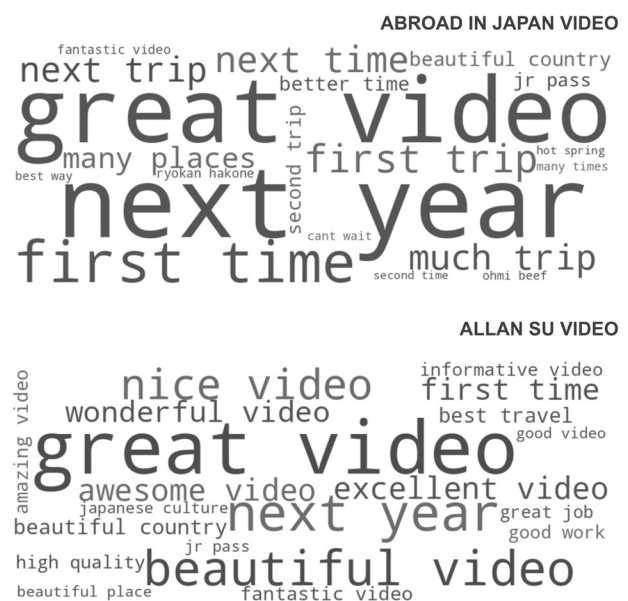 ABROAD IN JAPAN VIDEO
fantastic video
next trip
next time
beautiful country
better time
jr pass
great video
second trip
many places
first trip
hot spring
many times
best way
ryokan hakone
next year
cant wait
first time
much trip
second time
ohmi beef
ALLAN SU VIDEO
amazing video
nice video
informative video
first time
wonderful video
best travel
great video
good video
awesome video
excellent video
japanese culture
next year
great job
beautiful country
good work
jr pass
high quality
beautiful video
beautiful place
fantastic video